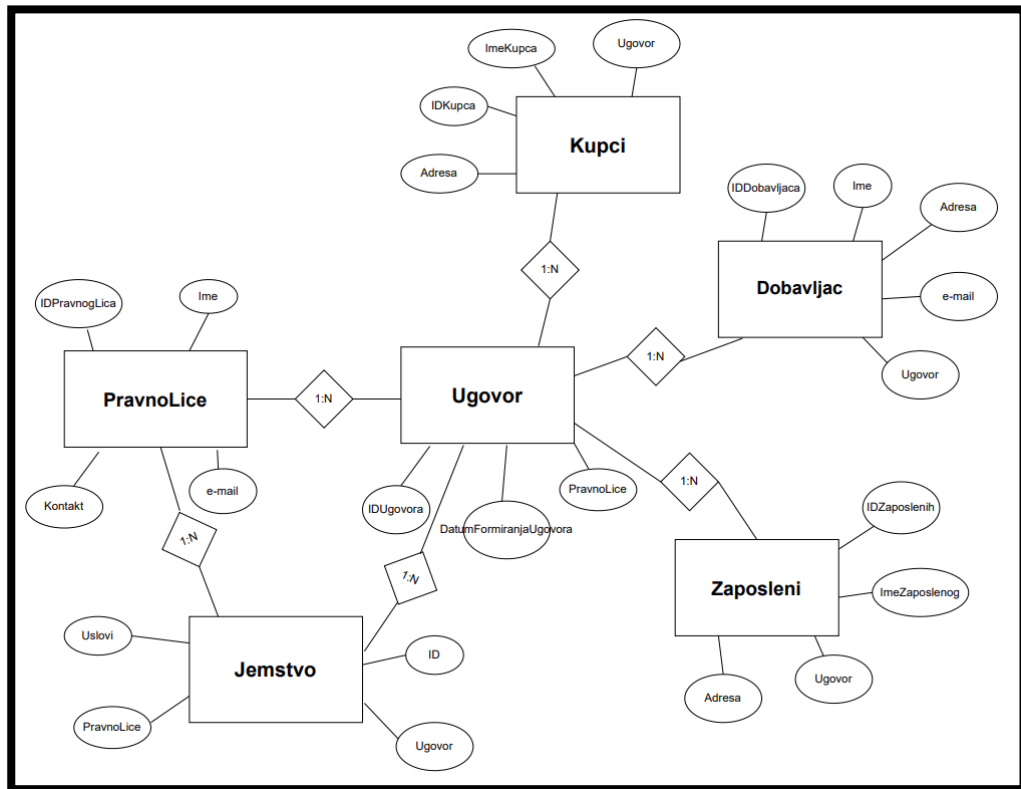 ImeKupca
Ugovor
IDKupca
Kupci
Adresa
IDDobavljaca
Ime
Adresa
1:N
Dobavljac
e-mail
IDPravnogLica
Ime
1:N
Ugovor
PravnoLice
1:N
Ugovor
Kontakt
e-mail
IDUgovora
DatumFormiranjaUgovora
PravnoLice
1:N
IDZaposlenih
1:N
1:N
Zaposleni
ImeZaposlenog
Uslovi
Jemstvo
ID
Adresa
Ugovor
PravnoLice
Ugovor